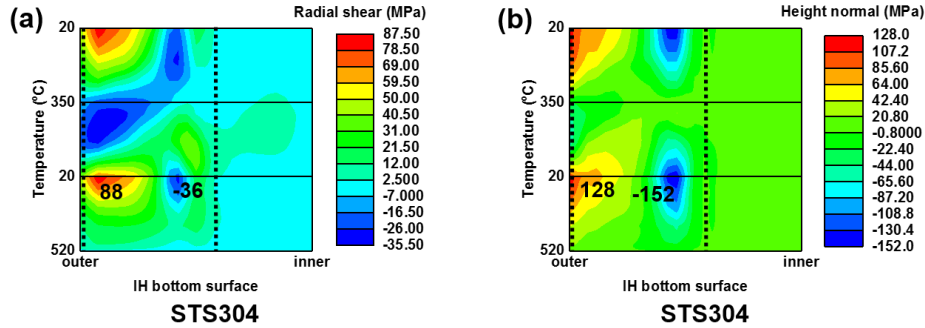 (a)
Radial shear (MPa)
20
350
20
520
Temperature (°C)
88
-36
outer
inner
IH bottom surface
STS304
87.50
78.50
69.00
59.50
50.00
40.50
31.00
21.50
12.00
2.500
-7.000
-16.50
-26.00
-35.50
(b)
Height normal (MPa)
20
350
20
520
Temperature (°C)
128
-152
outer
inner
IH bottom surface
STS304
128.0
107.2
85.60
64.00
42.40
20.80
-0.8000
-22.40
-44.00
-65.60
-87.20
-108.8
-130.4
-152.0